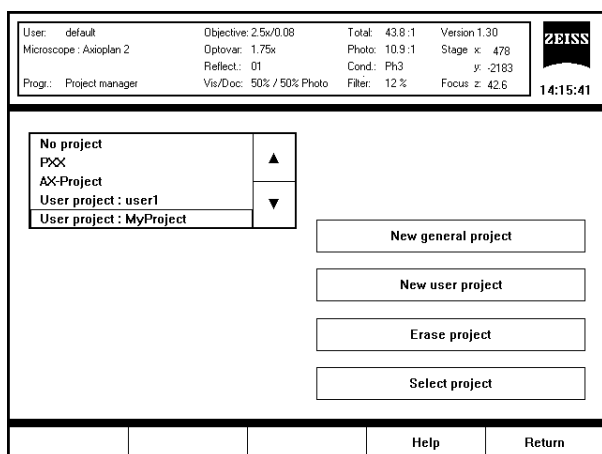 User: default Objective: 2.5x/0.08 Total: 43.8 :1 Version 1.30
Microscope : Axioplan 2 Optovar: 1.75x Photo: 10.9 :1 Stage x: 478
Reflect.: 01 Cond.: Ph3 y: -2183
Progr.: Project manager Vis/Doc: 50% / 50% Photo Filter: 12 % Focus z: 42.6
ZEISS
14:15:41
No project
PXX
AX-Project
User project : user1
User project : MyProject
New general project
New user project
Erase project
Select project
Help Return